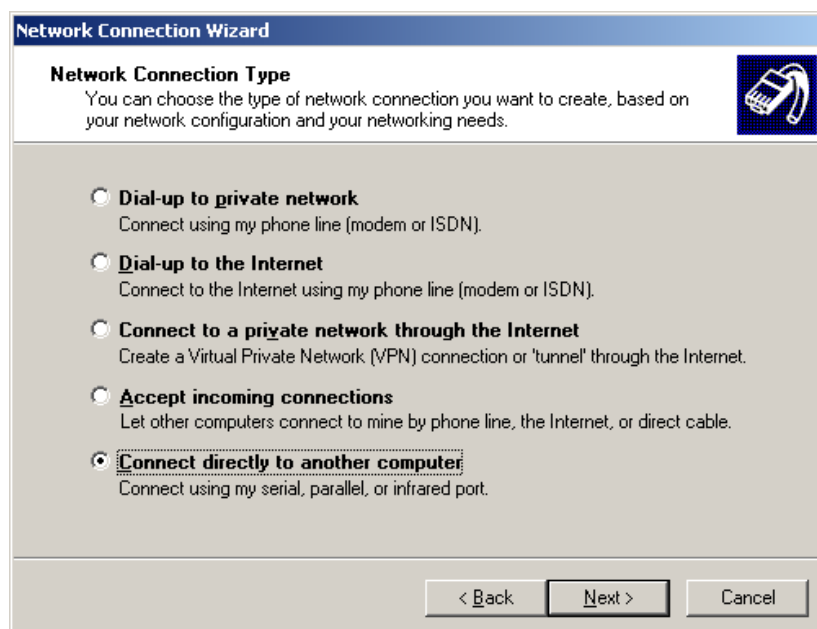 Network Connection Wizard
Network Connection Type
You can choose the type of network connection you want to create, based on
your network configuration and your networking needs.
Dial-up to private network
Connect using my phone line (modem or ISDN).
Dial-up to the Internet
Connect to the Internet using my phone line (modem or ISDN).
Connect to a private network through the Internet
Create a Virtual Private Network (VPN) connection or 'tunnel' through the Internet.
Accept incoming connections
Let other computers connect to mine by phone line, the Internet, or direct cable.
Connect directly to another computer
Connect using my serial, parallel, or infrared port.
< Back Next > Cancel